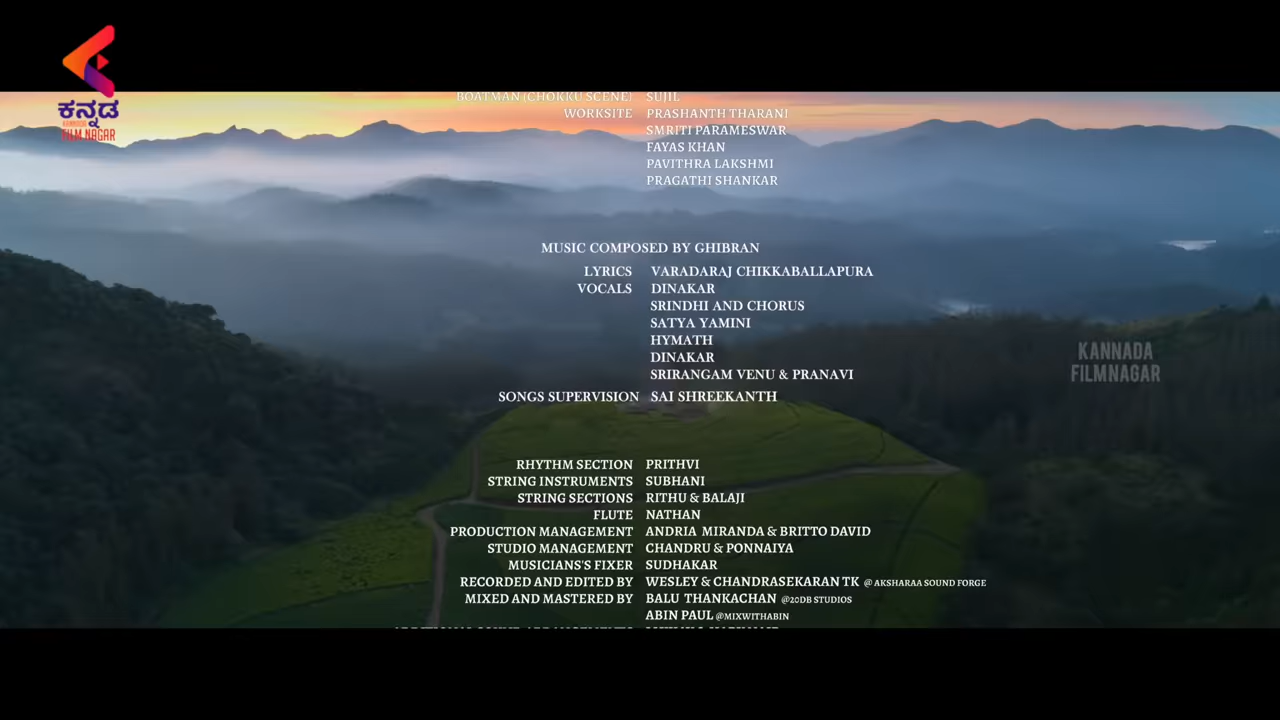 ಕನ್ನಡ
KANNADA
FILM NAGAR
BOATMAN (CHOKKU SCENE) SUJIL
WORKSITE PRASHANTH THARANI
SMRITI PARAMESWAR
FAYAS KHAN
PAVITHRA LAKSHMI
PRAGATHI SHANKAR
MUSIC COMPOSED BY GHIBRAN
LYRICS VARADARAJ CHIKKABALLAPURA
VOCALS DINAKAR
SRINDHI AND CHORUS
SATYA YAMINI
HYMATH
DINAKAR
SRIRANGAM VENU & PRANAVI
SONGS SUPERVISION SAI SHREEKANTH
KANNADA
FILMNAGAR
RHYTHM SECTION PRITHVI
STRING INSTRUMENTS SUBHANI
STRING SECTIONS RITHU & BALAJI
FLUTE NATHAN
PRODUCTION MANAGEMENT ANDRIA MIRANDA & BRITTO DAVID
STUDIO MANAGEMENT CHANDRU & PONNAIYA
MUSICIANS'S FIXER SUDHAKAR
RECORDED AND EDITED BY WESLEY & CHANDRASEKARAN TK @ AKSHARAA SOUND FORGE
MIXED AND MASTERED BY BALU THANKACHAN @20DB STUDIOS
ABIN PAUL @MIXWITHABIN